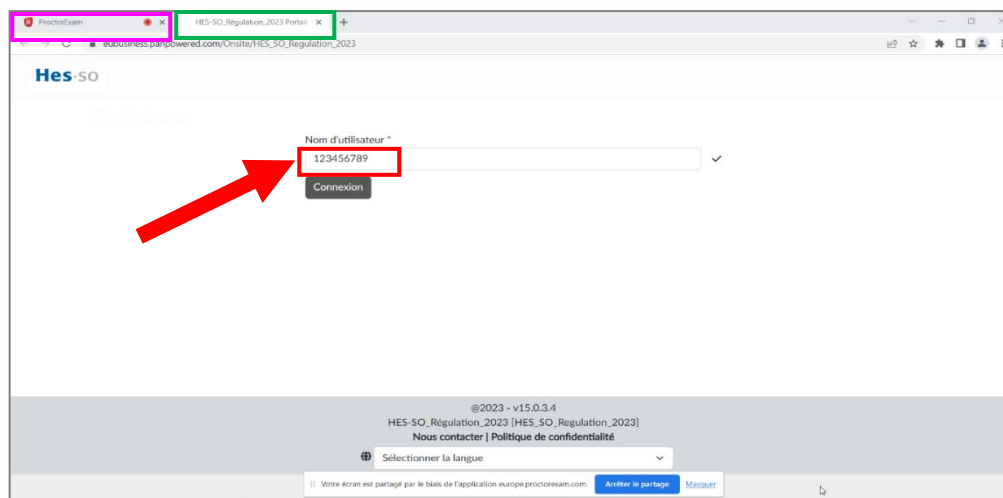 ProctorExam
HES-SO_Régulation_2023 Portail
eubusiness.panpowered.com/Onsite/HES_SO_Regulation_2023
Hes·so
Nom d'utilisateur *
123456789
Connexion
@2023 - v15.0.3.4
HES-SO_Régulation_2023 [HES_SO_Regulation_2023]
Nous contacter | Politique de confidentialité
Sélectionner la langue
Votre écran est partagé par le biais de l'application europe.proctorexam.com. Arrêter le partage Masquer